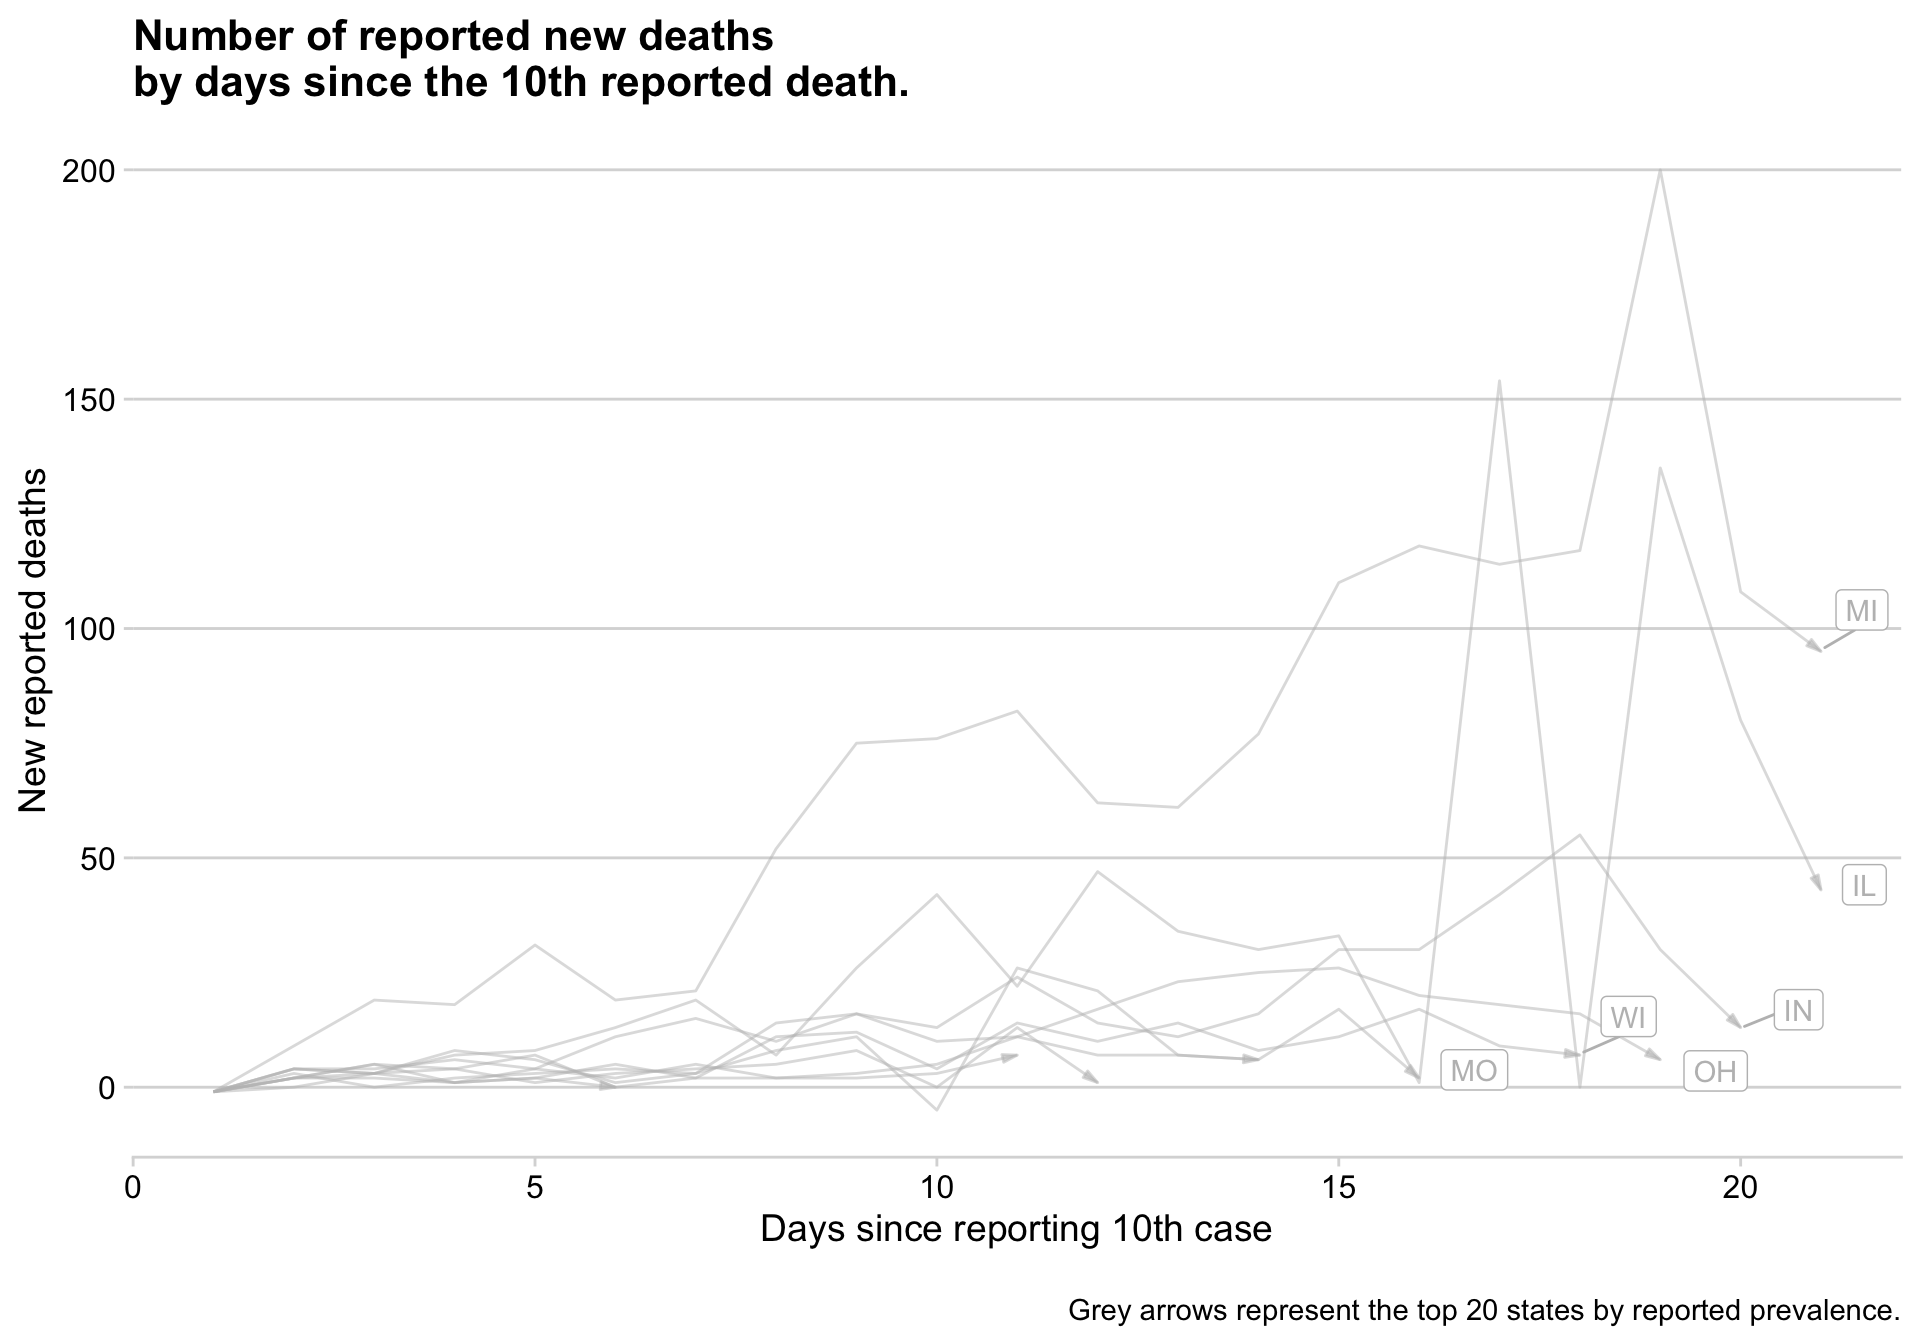 Number of reported new deaths
by days since the 10th reported death.
200
150
100
50
0
New reported deaths
MI
IL
IN
WI
MO
OH
0 5 10 15 20
Days since reporting 10th case
Grey arrows represent the top 20 states by reported prevalence.